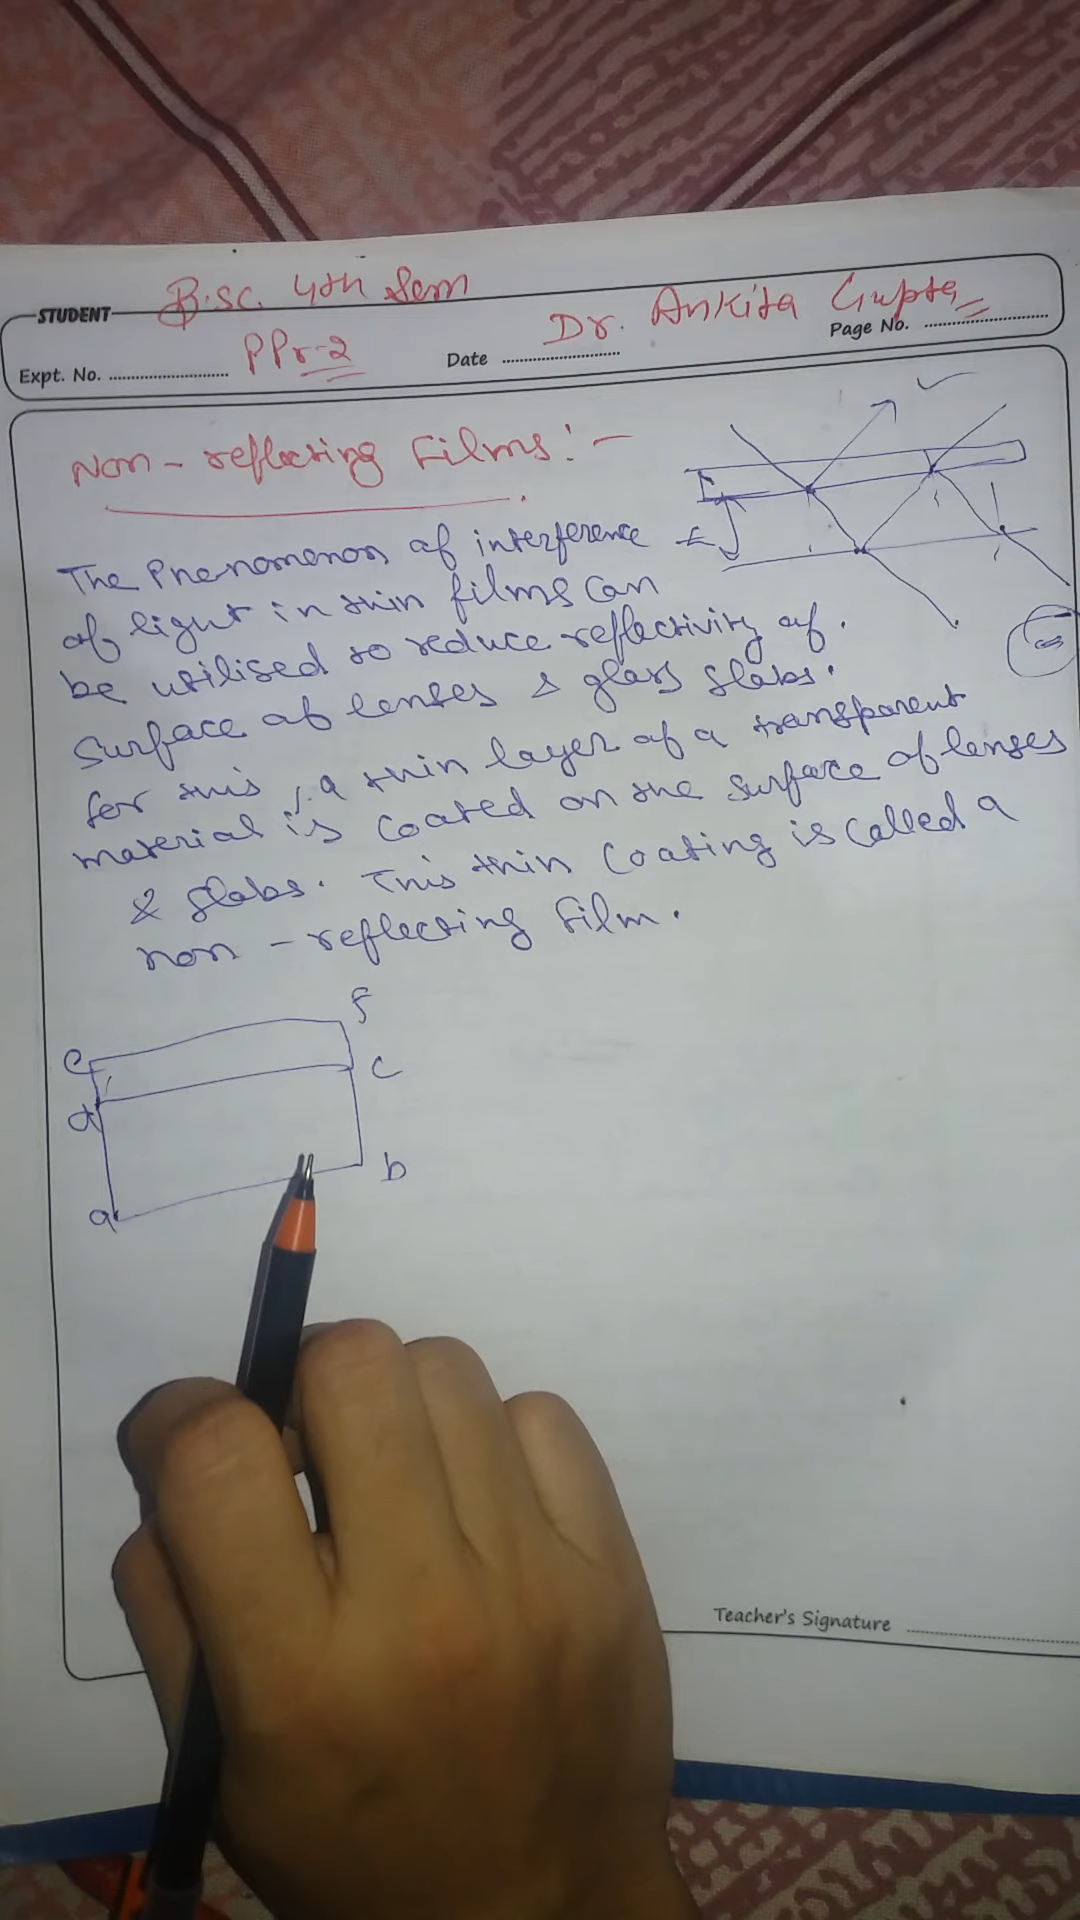 B.Sc. 4th Sem
STUDENT
Dr. Ankita Gupta
Page No.
PPr-2
Expt. No.
Date
Non-reflecting Films:-
The Phenomenon of interference
of light in thin films can
be utilised to reduce reflectivity of.
Surface of lenses & glass slabs.
for this, a thin layer of a transparent
material is coated on the surface of lenses
& slabs. This thin coating is called a
non-reflecting film.
t
f
e
c
d
b
a
Teacher's Signature